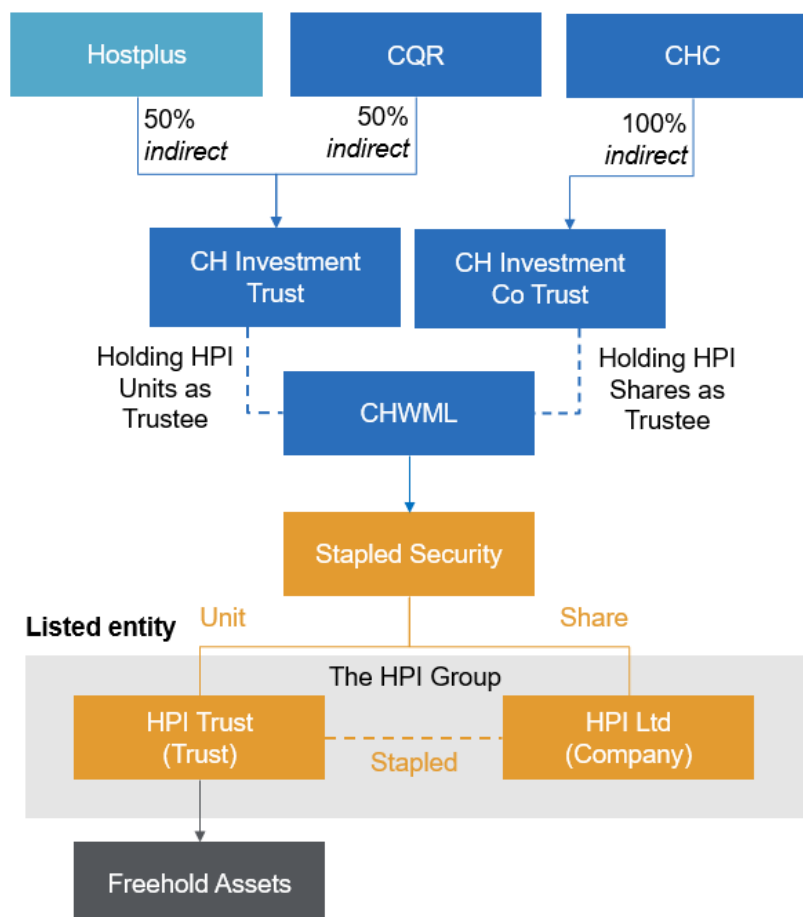 Hostplus
CQR
CHC
50%
indirect
50%
indirect
100%
indirect
CH Investment
Trust
CH Investment
Co Trust
Holding HPI
Units as
Trustee
CHWML
Holding HPI
Shares as
Trustee
Stapled Security
Unit
Share
Listed entity
The HPI Group
HPI Trust
(Trust)
Stapled
HPI Ltd
(Company)
Freehold Assets